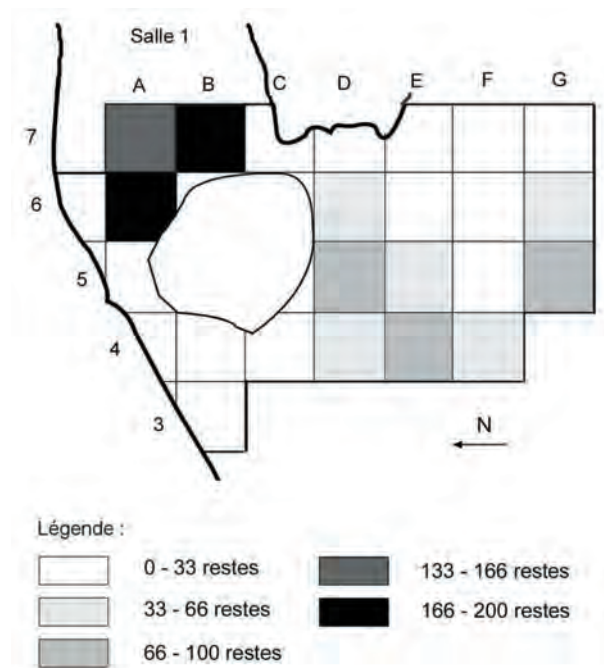 Salle 1
A B C D E F G
7
6
5
4
3
N
Légende :
0 - 33 restes
133 - 166 restes
33 - 66 restes
166 - 200 restes
66 - 100 restes